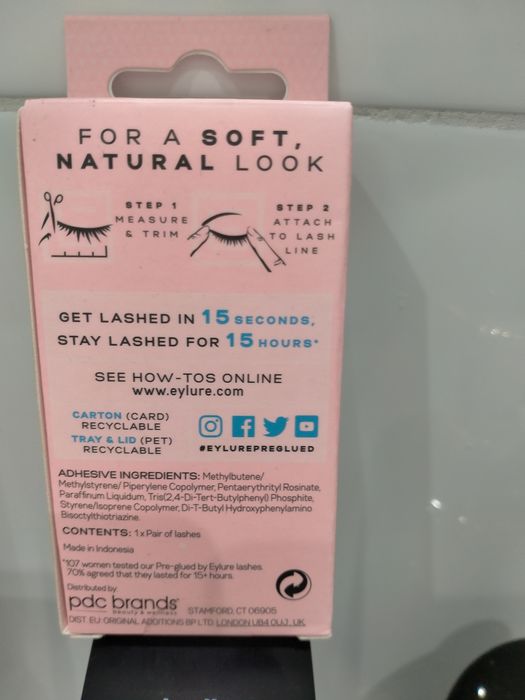 FOR A SOFT,
NATURAL LOOK
STEP 1
MEASURE
& TRIM
STEP 2
ATTACH
TO LASH
LINE
GET LASHED IN 15 SECONDS,
STAY LASHED FOR 15 HOURS*
SEE HOW-TOS ONLINE
www.eylure.com
CARTON (CARD)
RECYCLABLE
TRAY & LID (PET)
RECYCLABLE
#EYLUREPREGLUED
ADHESIVE INGREDIENTS: Methylbutene/
Methylstyrene/ Piperylene Copolymer, Pentaerythrityl Rosinate,
Paraffinum Liquidum, Tris(2,4-Di-Tert-Butylphenyl) Phosphite,
Styrene/Isoprene Copolymer, Di-T-Butyl Hydroxyphenylamino
Bisoctylthiotriazine.
CONTENTS: 1 x Pair of lashes
Made in Indonesia
*107 women tested our Pre-glued by Eylure lashes.
70% agreed that they lasted for 15+ hours.
Distributed by:
pdc brands
beauty & wellness
STAMFORD, CT 06905
DIST EU: ORIGINAL ADDITIONS BP LTD. LONDON UB4 0UJ, UK